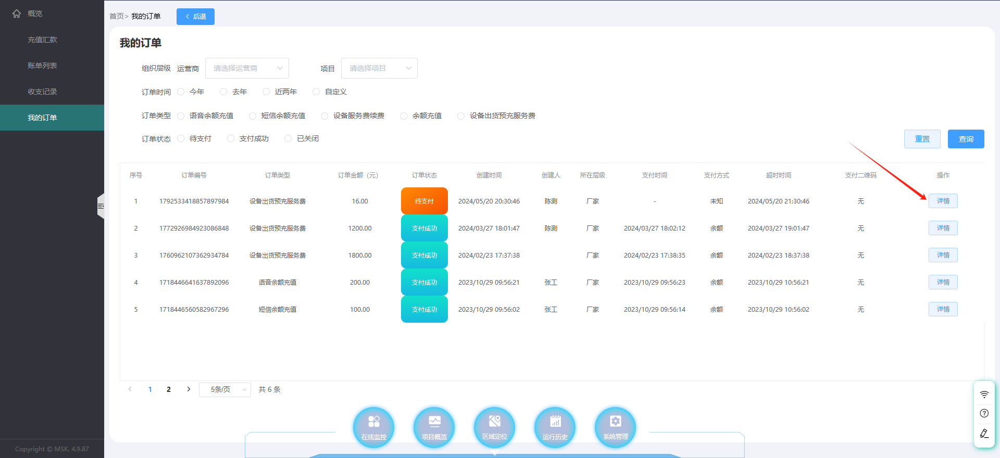 概览
充值汇款
账单列表
收支记录
我的订单
Copyright © MSK. 4.9.87
首页> 我的订单
后退
我的订单
组织层级 运营商 请选择运营商 项目 请选择项目
订单时间 今年 去年 近两年 自定义
订单类型 语音余额充值 短信余额充值 设备服务费续费 余额充值 设备出货预充服务费
订单状态 待支付 支付成功 已关闭
重置 查询
序号 订单编号 订单类型 订单金额（元） 订单状态 创建时间 创建人 所在层级 支付时间 支付方式 超时时间 支付二维码 操作
1 1792533418857897984 设备出货预充服务费 16.00 待支付 2024/05/20 20:30:46 陈测 厂家 - 未知 2024/05/20 21:30:46 无 详情
2 1772926984923086848 设备出货预充服务费 1200.00 支付成功 2024/03/27 18:01:47 陈测 厂家 2024/03/27 18:02:12 余额 2024/03/27 19:01:47 无 详情
3 1760962107362934784 设备出货预充服务费 1800.00 支付成功 2024/02/23 17:37:38 厂家 2024/02/23 17:38:35 余额 2024/02/23 18:37:38 无 详情
4 1718446641637892096 语音余额充值 200.00 支付成功 2023/10/29 09:56:21 张工 厂家 2023/10/29 09:56:23 余额 2023/10/29 10:56:21 无 详情
5 1718446560582967296 短信余额充值 100.00 支付成功 2023/10/29 09:56:02 张工 厂家 2023/10/29 09:56:14 余额 2023/10/29 10:56:02 无 详情
1 2 5条/页 共 6 条
在线监控 项目概览 区域定位 运行历史 系统管理